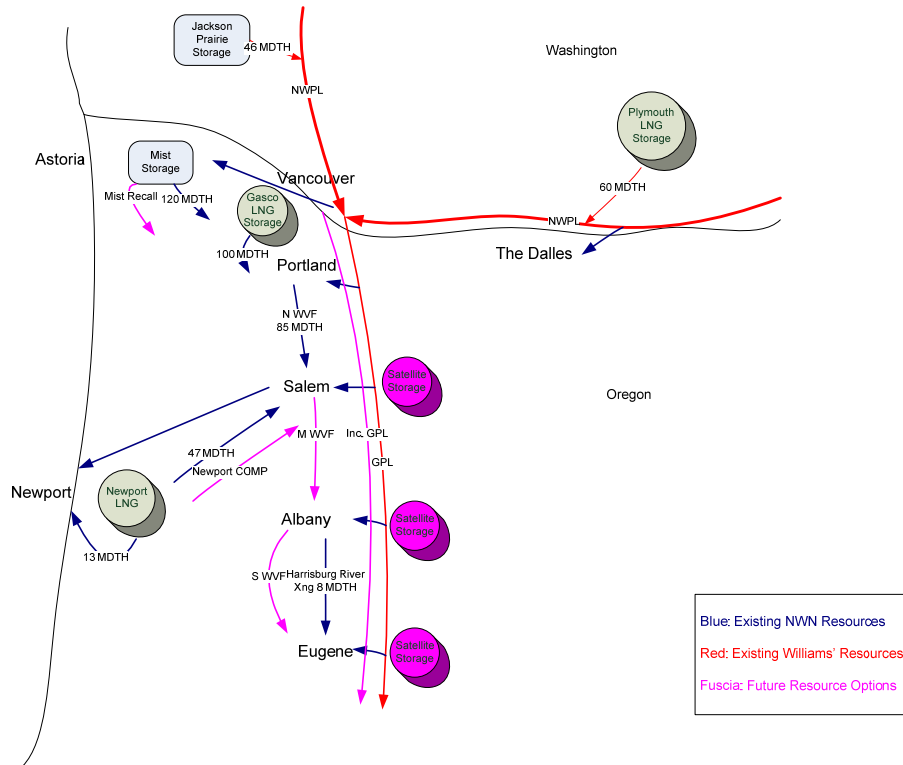 Jackson
Prairie
Storage
46 MDTH
Washington
NWPL
Plymouth
LNG
Storage
Astoria
Mist
Storage
Vancouver
Mist Recall
120 MDTH
Gasco
LNG
Storage
60 MDTH
NWPL
100 MDTH
The Dalles
Portland
N WVF
85 MDTH
Salem
Satellite
Storage
Oregon
M WVF
Inc. GPL
47 MDTH
GPL
Newport COMP
Newport
Newport
LNG
Albany
Satellite
Storage
13 MDTH
S WVF
Harrisburg River
Xng 8 MDTH
Eugene
Satellite
Storage
Blue: Existing NWN Resources
Red: Existing Williams' Resources
Fuscia: Future Resource Options